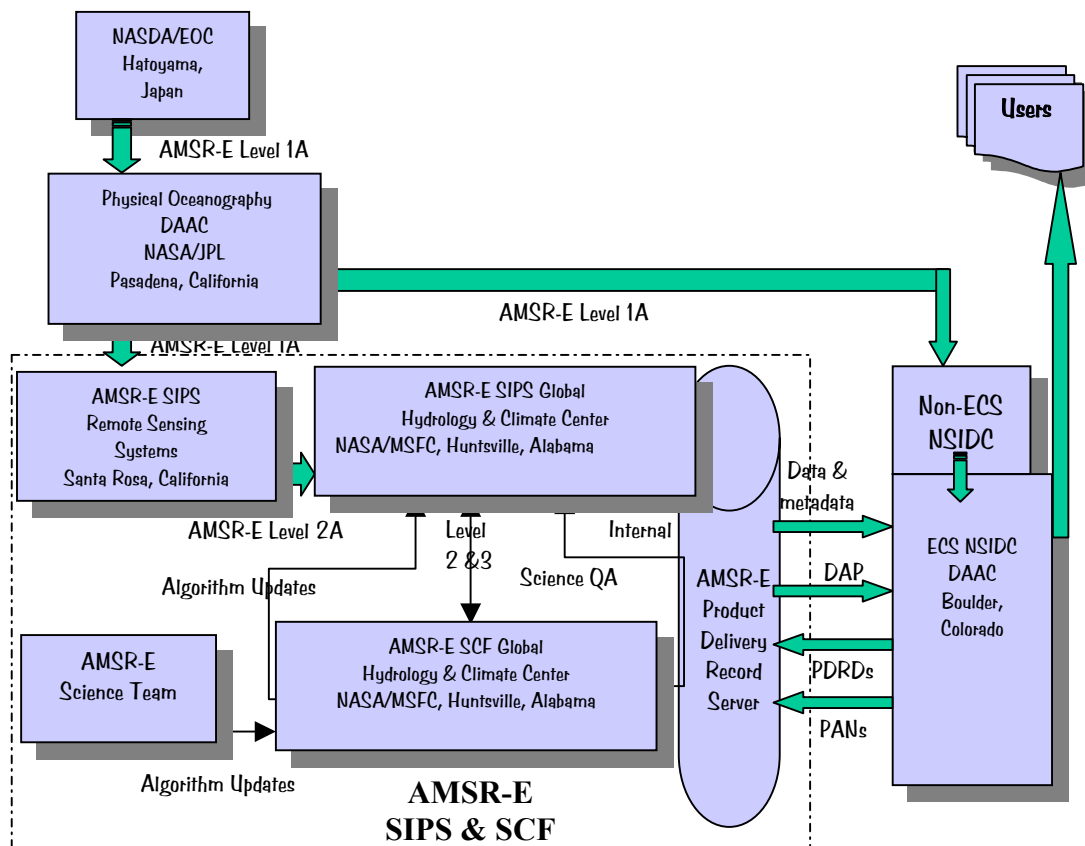 NASDA/EOC
Hatoyama,
Japan
Users
AMSR-E Level 1A
Physical Oceanography
DAAC
NASA/JPL
Pasadena, California
AMSR-E Level 1A
AMSR-E Level 1A
AMSR-E SIPS
Remote Sensing
Systems
Santa Rosa, California
AMSR-E SIPS Global
Hydrology & Climate Center
NASA/MSFC, Huntsville, Alabama
Non-ECS
NSIDC
Data &
metadata
AMSR-E Level 2A
Level
2 &3
Internal
Science QA
Algorithm Updates
AMSR-E
Product
Delivery
Record
Server
DAP
ECS NSIDC
DAAC
Boulder,
Colorado
PDRDs
PANs
AMSR-E
Science Team
AMSR-E SCF Global
Hydrology & Climate Center
NASA/MSFC, Huntsville, Alabama
Algorithm Updates
AMSR-E
SIPS & SCF